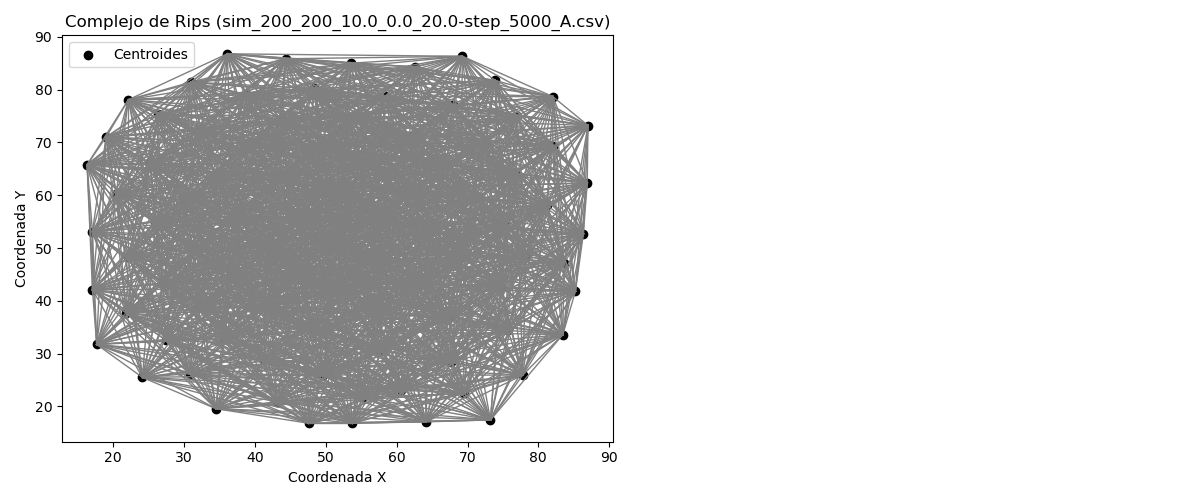 Complejo de Rips (sim_200_200_10.0_0.0_20.0-step_5000_A.csv)
Centroides
90
80
70
60
50
40
30
20
Coordenada Y
20 30 40 50 60 70 80 90
Coordenada X